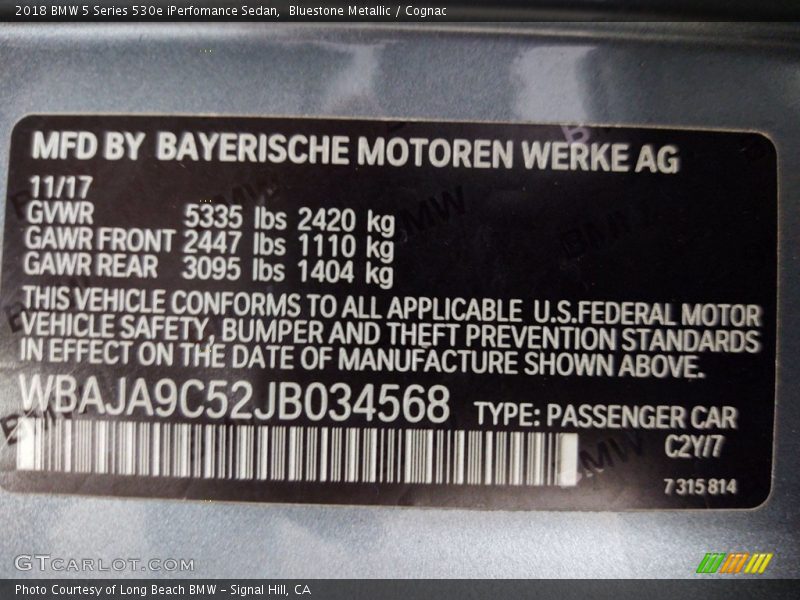 2018 BMW 5 Series 530e iPerfomance Sedan,  Bluestone Metallic / Cognac
MFD BY BAYERISCHE MOTOREN WERKE AG
11/17
GVWR 5335 lbs 2420 kg
GAWR FRONT 2447 lbs 1110 kg
GAWR REAR 3095 lbs 1404 kg
THIS VEHICLE CONFORMS TO ALL APPLICABLE U.S.FEDERAL MOTOR
VEHICLE SAFETY, BUMPER AND THEFT PREVENTION STANDARDS
IN EFFECT ON THE DATE OF MANUFACTURE SHOWN ABOVE.
WBAJA9C52JB034568 TYPE: PASSENGER CAR
C2Y/7
7 315 814
GTCARLOT.COM
Photo Courtesy of Long Beach BMW - Signal Hill, CA